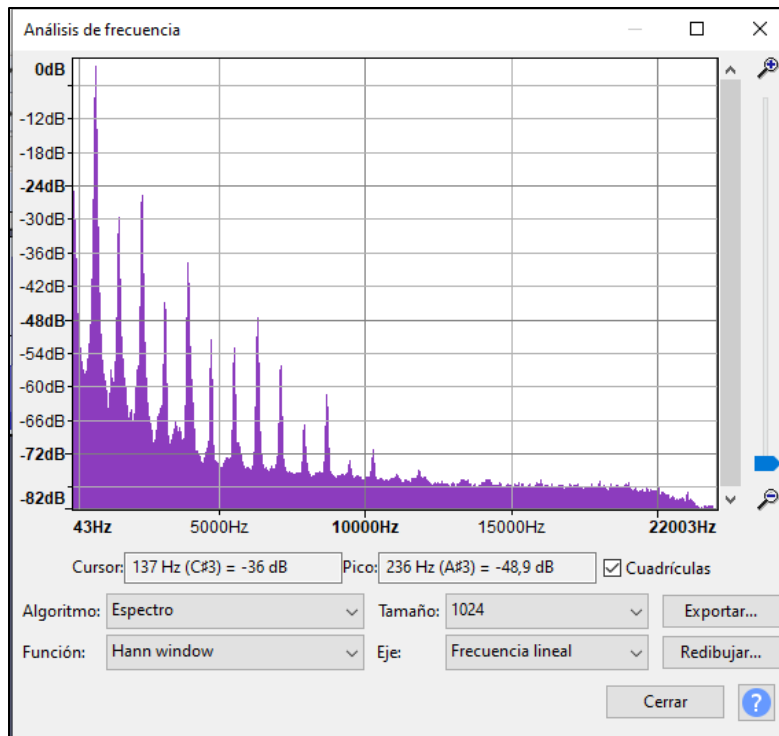 Análisis de frecuencia
0dB
-12dB
-18dB
-24dB
-30dB
-36dB
-42dB
-48dB
-54dB
-60dB
-66dB
-72dB
-82dB
43Hz 5000Hz 10000Hz 15000Hz 22003Hz
Cursor: 137 Hz (C♯3) = -36 dB Pico: 236 Hz (A♯3) = -48,9 dB Cuadrículas
Algoritmo: Espectro Tamaño: 1024 Exportar...
Función: Hann window Eje: Frecuencia lineal Redibujar...
Cerrar ?